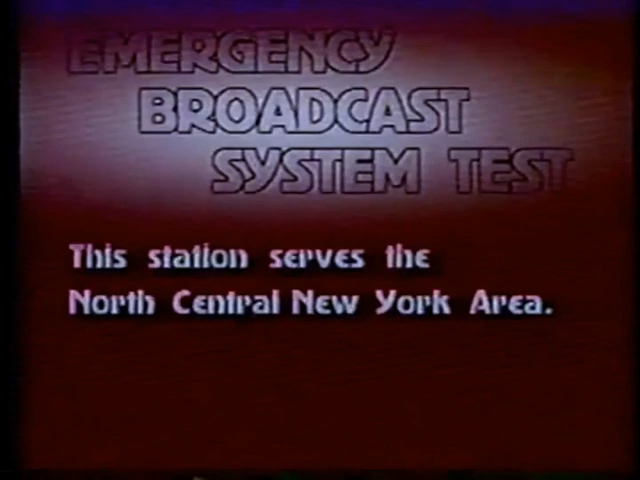 EMERGENCY
BROADCAST
SYSTEM TEST
This station serves the
North Central New York Area.